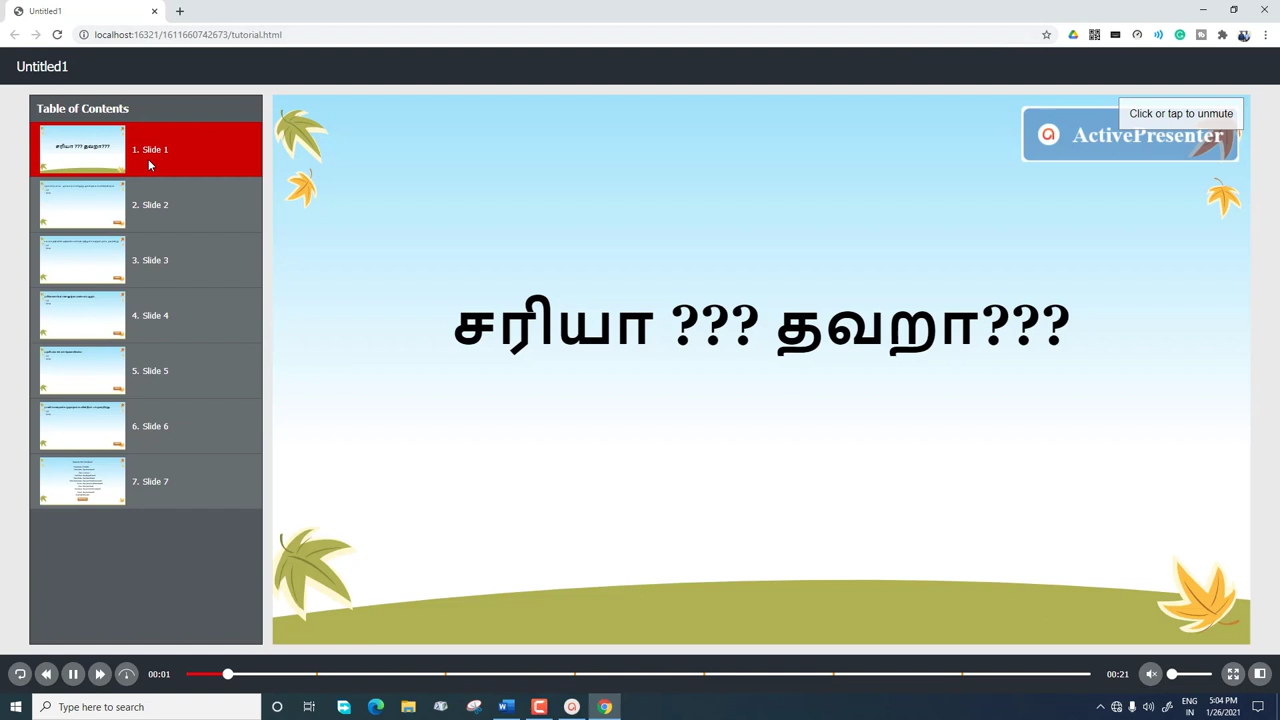 Untitled1
localhost:16321/1611660742673/tutorial.html
Untitled1
Table of Contents
சரியா ??? தவறா???
1. Slide 1
2. Slide 2
3. Slide 3
4. Slide 4
5. Slide 5
6. Slide 6
7. Slide 7
Click or tap to unmute
ActivePresenter
சரியா ??? தவறா???
00:01
00:21
Type here to search
ENG
IN
5:04 PM
1/26/2021